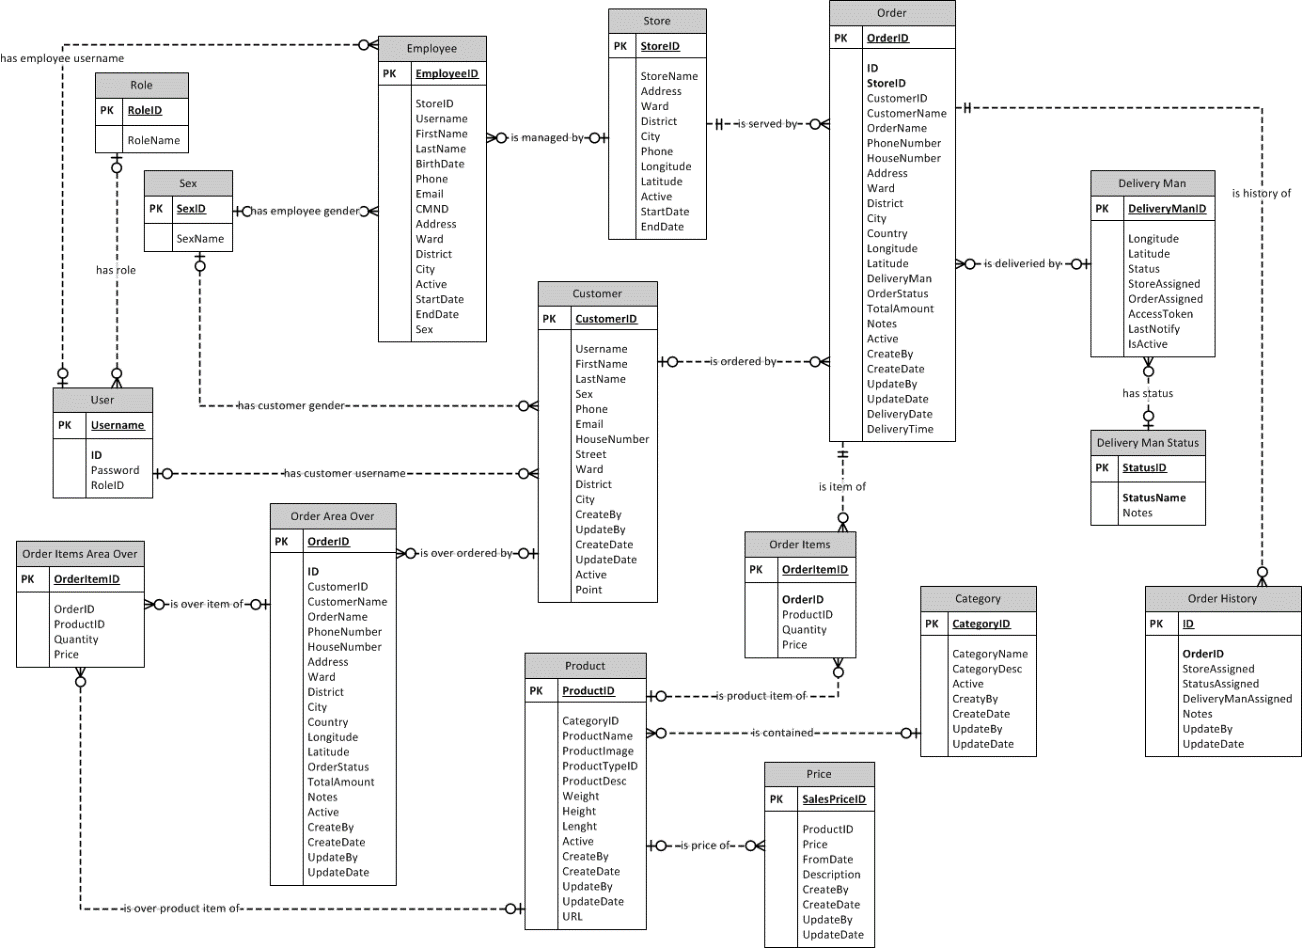 has employee username
Role
PK RoleID
RoleName
Sex
PK SexID
SexName
has role
has employee gender
Employee
PK EmployeeID
StoreID
Username
FirstName
LastName
BirthDate
Phone
Email
CMND
Address
Ward
District
City
Active
StartDate
EndDate
Sex
is managed by
Store
PK StoreID
StoreName
Address
Ward
District
City
Phone
Longitude
Latitude
Active
StartDate
EndDate
is served by
Order
PK OrderID
ID
StoreID
CustomerID
CustomerName
OrderName
PhoneNumber
HouseNumber
Address
Ward
District
City
Country
Longitude
Latitude
DeliveryMan
OrderStatus
TotalAmount
Notes
Active
CreateBy
CreateDate
UpdateBy
UpdateDate
DeliveryDate
DeliveryTime
is history of
is deliveried by
Delivery Man
PK DeliveryManID
Longitude
Latitude
Status
StoreAssigned
OrderAssigned
AccessToken
LastNotify
IsActive
has status
Delivery Man Status
PK StatusID
StatusName
Notes
User
PK Username
ID
Password
RoleID
has customer gender
has customer username
Customer
PK CustomerID
Username
FirstName
LastName
Sex
Phone
Email
HouseNumber
Street
Ward
District
City
CreateBy
UpdateBy
CreateDate
UpdateDate
Active
Point
is ordered by
is item of
Order Items Area Over
PK OrderItemID
OrderID
ProductID
Quantity
Price
is over item of
Order Area Over
PK OrderID
ID
CustomerID
CustomerName
OrderName
PhoneNumber
HouseNumber
Address
Ward
District
City
Country
Longitude
Latitude
OrderStatus
TotalAmount
Notes
Active
CreateBy
CreateDate
UpdateBy
UpdateDate
is over ordered by
Order Items
PK OrderItemID
OrderID
ProductID
Quantity
Price
Category
PK CategoryID
CategoryName
CategoryDesc
Active
CreatyBy
CreateDate
UpdateBy
UpdateDate
Order History
PK ID
OrderID
StoreAssigned
StatusAssigned
DeliveryManAssigned
Notes
UpdateBy
UpdateDate
Product
PK ProductID
CategoryID
ProductName
ProductImage
ProductTypeID
ProductDesc
Weight
Height
Lenght
Active
CreateBy
CreateDate
UpdateBy
UpdateDate
URL
is product item of
is contained
is price of
Price
PK SalesPriceID
ProductID
Price
FromDate
Description
CreateBy
CreateDate
UpdateBy
UpdateDate
is over product item of